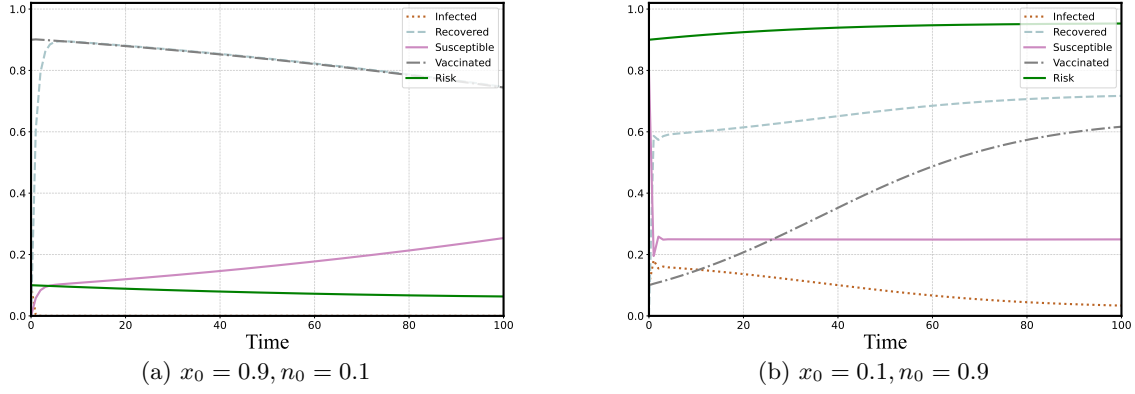 1.0
0.8
0.6
0.4
0.2
0.0
0 20 40 60 80 100
Time
Infected
Recovered
Susceptible
Vaccinated
Risk
(a) x₀ = 0.9, n₀ = 0.1
1.0
0.8
0.6
0.4
0.2
0.0
0 20 40 60 80 100
Time
Infected
Recovered
Susceptible
Vaccinated
Risk
(b) x₀ = 0.1, n₀ = 0.9